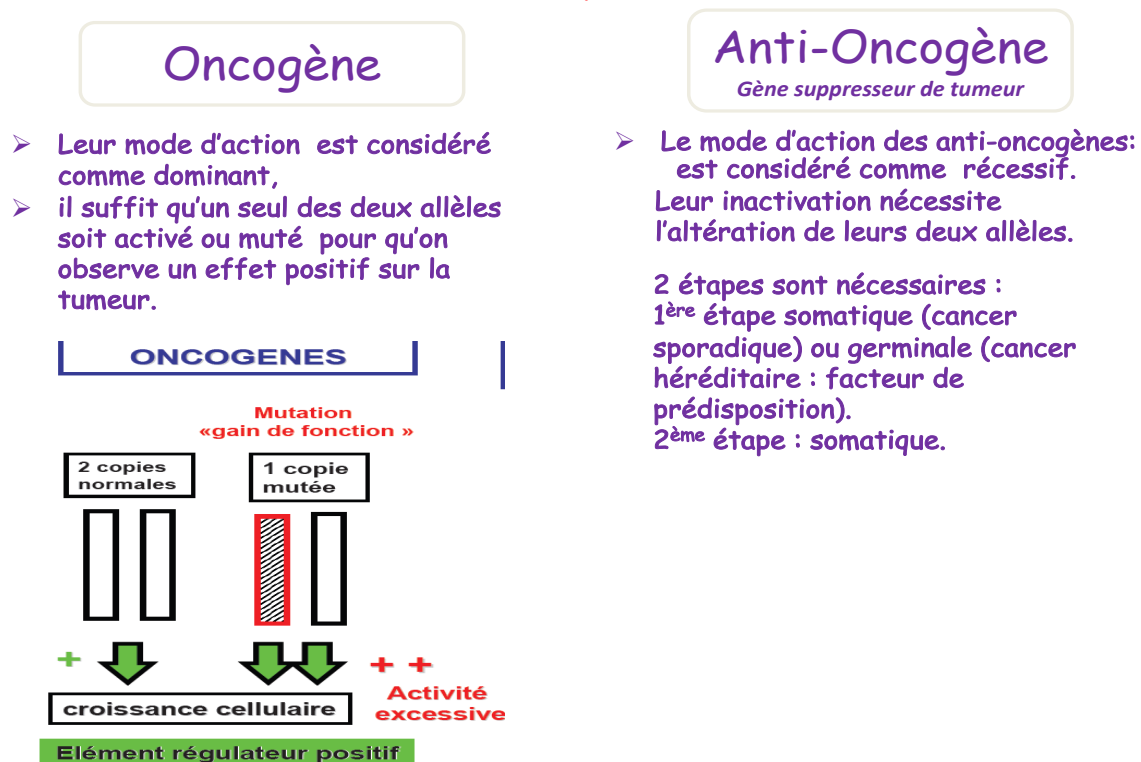 Oncogène
➢ Leur mode d’action est considéré
comme dominant,
➢ il suffit qu’un seul des deux allèles
soit activé ou muté pour qu’on
observe un effet positif sur la
tumeur.
ONCOGENES
Mutation
«gain de fonction »
2 copies
normales
1 copie
mutée
+
+ +
Activité
excessive
croissance cellulaire
Elément régulateur positif
Anti-Oncogène
Gène suppresseur de tumeur
➢ Le mode d’action des anti-oncogènes:
est considéré comme récessif.
Leur inactivation nécessite
l’altération de leurs deux allèles.
2 étapes sont nécessaires :
1ère étape somatique (cancer
sporadique) ou germinale (cancer
héréditaire : facteur de
prédisposition).
2ème étape : somatique.